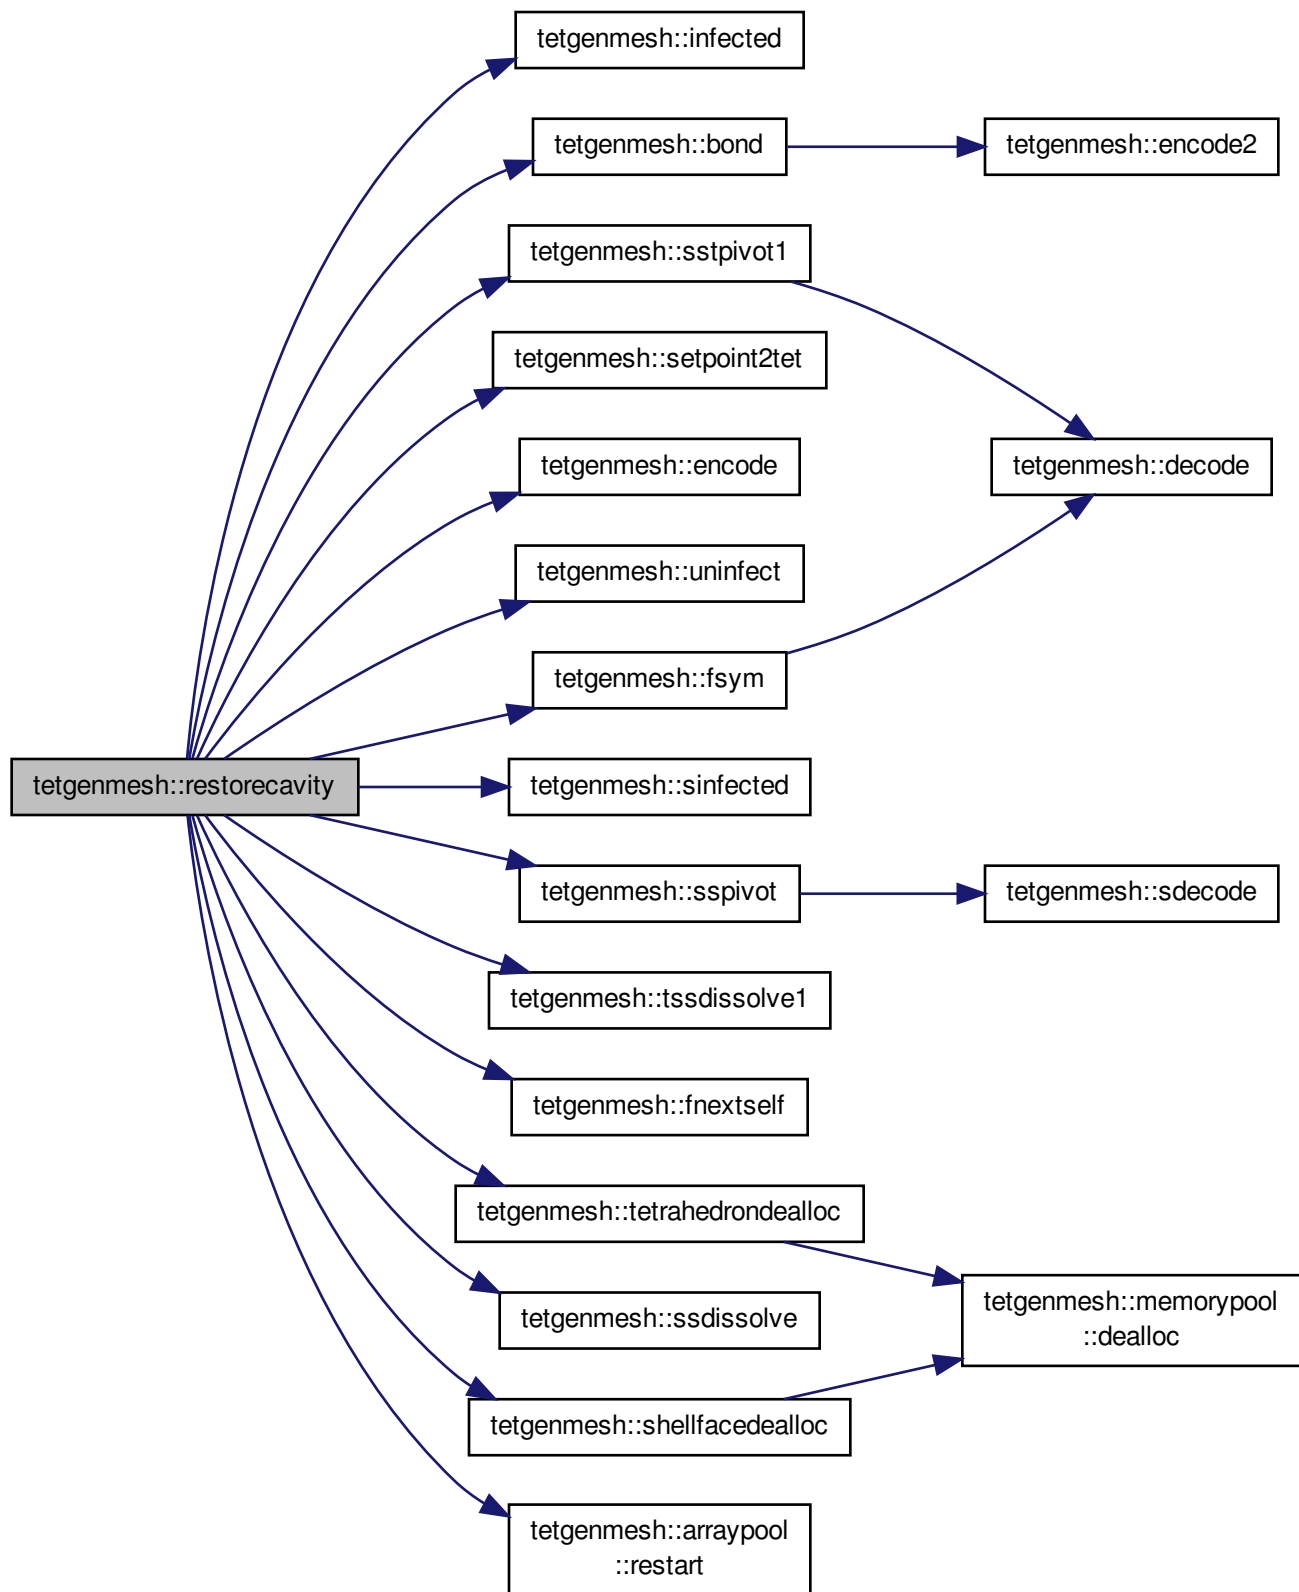 tetgenmesh::infected
tetgenmesh::bond
tetgenmesh::encode2
tetgenmesh::sstpivot1
tetgenmesh::setpoint2tet
tetgenmesh::encode
tetgenmesh::decode
tetgenmesh::uninfect
tetgenmesh::fsym
tetgenmesh::restorecavity
tetgenmesh::sinfected
tetgenmesh::sspivot
tetgenmesh::sdecode
tetgenmesh::tssdissolve1
tetgenmesh::fnextself
tetgenmesh::tetrahedrondealloc
tetgenmesh::memorypool
::dealloc
tetgenmesh::ssdissolve
tetgenmesh::shellfacedealloc
tetgenmesh::arraypool
::restart